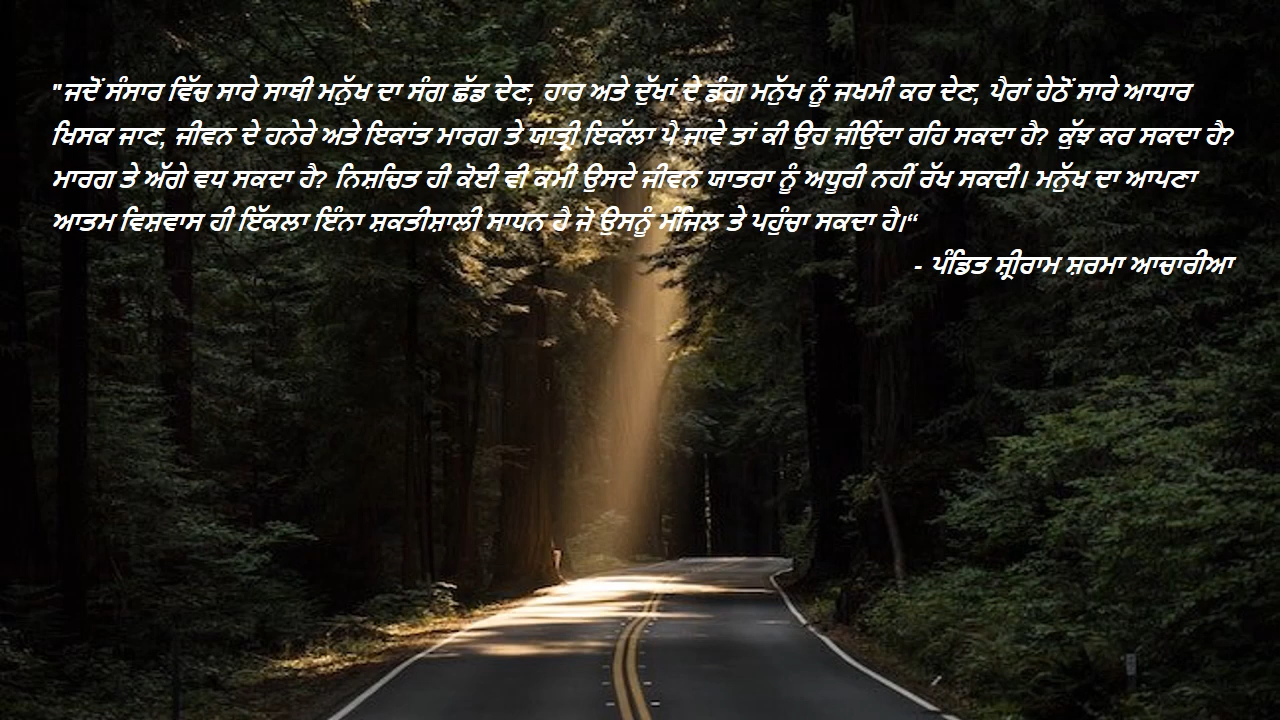 "ਜਦੋਂ ਸੰਸਾਰ ਵਿੱਚ ਸਾਰੇ ਸਾਥੀ ਮਨੁੱਖ ਦਾ ਸੰਗ ਛੱਡ ਦੇਣ, ਹਾਰ ਅਤੇ ਦੁੱਖਾਂ ਦੇ ਡੰਗ ਮਨੁੱਖ ਨੂੰ ਜਖਮੀ ਕਰ ਦੇਣ, ਪੈਰਾਂ ਹੇਠੋਂ ਸਾਰੇ ਆਧਾਰ
ਖਿਸਕ ਜਾਣ, ਜੀਵਨ ਦੇ ਹਨੇਰੇ ਅਤੇ ਇਕਾਂਤ ਮਾਰਗ ਤੇ ਯਾਤ੍ਰੀ ਇਕੱਲਾ ਪੈ ਜਾਵੇ ਤਾਂ ਕੀ ਉਹ ਜੀਉਂਦਾ ਰਹਿ ਸਕਦਾ ਹੈ? ਕੁੱਝ ਕਰ ਸਕਦਾ ਹੈ?
ਮਾਰਗ ਤੇ ਅੱਗੇ ਵਧ ਸਕਦਾ ਹੈ? ਨਿਸ਼ਚਿਤ ਹੀ ਕੋਈ ਵੀ ਕਮੀ ਉਸਦੇ ਜੀਵਨ ਯਾਤਰਾ ਨੂੰ ਅਧੂਰੀ ਨਹੀਂ ਰੱਖ ਸਕਦੀ। ਮਨੁੱਖ ਦਾ ਆਪਣਾ
ਆਤਮ ਵਿਸ਼ਵਾਸ ਹੀ ਇੱਕਲਾ ਇੰਨਾ ਸ਼ਕਤੀਸ਼ਾਲੀ ਸਾਧਨ ਹੈ ਜੋ ਉਸਨੂੰ ਮੰਜਿਲ ਤੇ ਪਹੁੰਚਾ ਸਕਦਾ ਹੈ।“
- ਪੰਡਿਤ ਸ਼੍ਰੀਰਾਮ ਸ਼ਰਮਾ ਆਚਾਰੀਆ